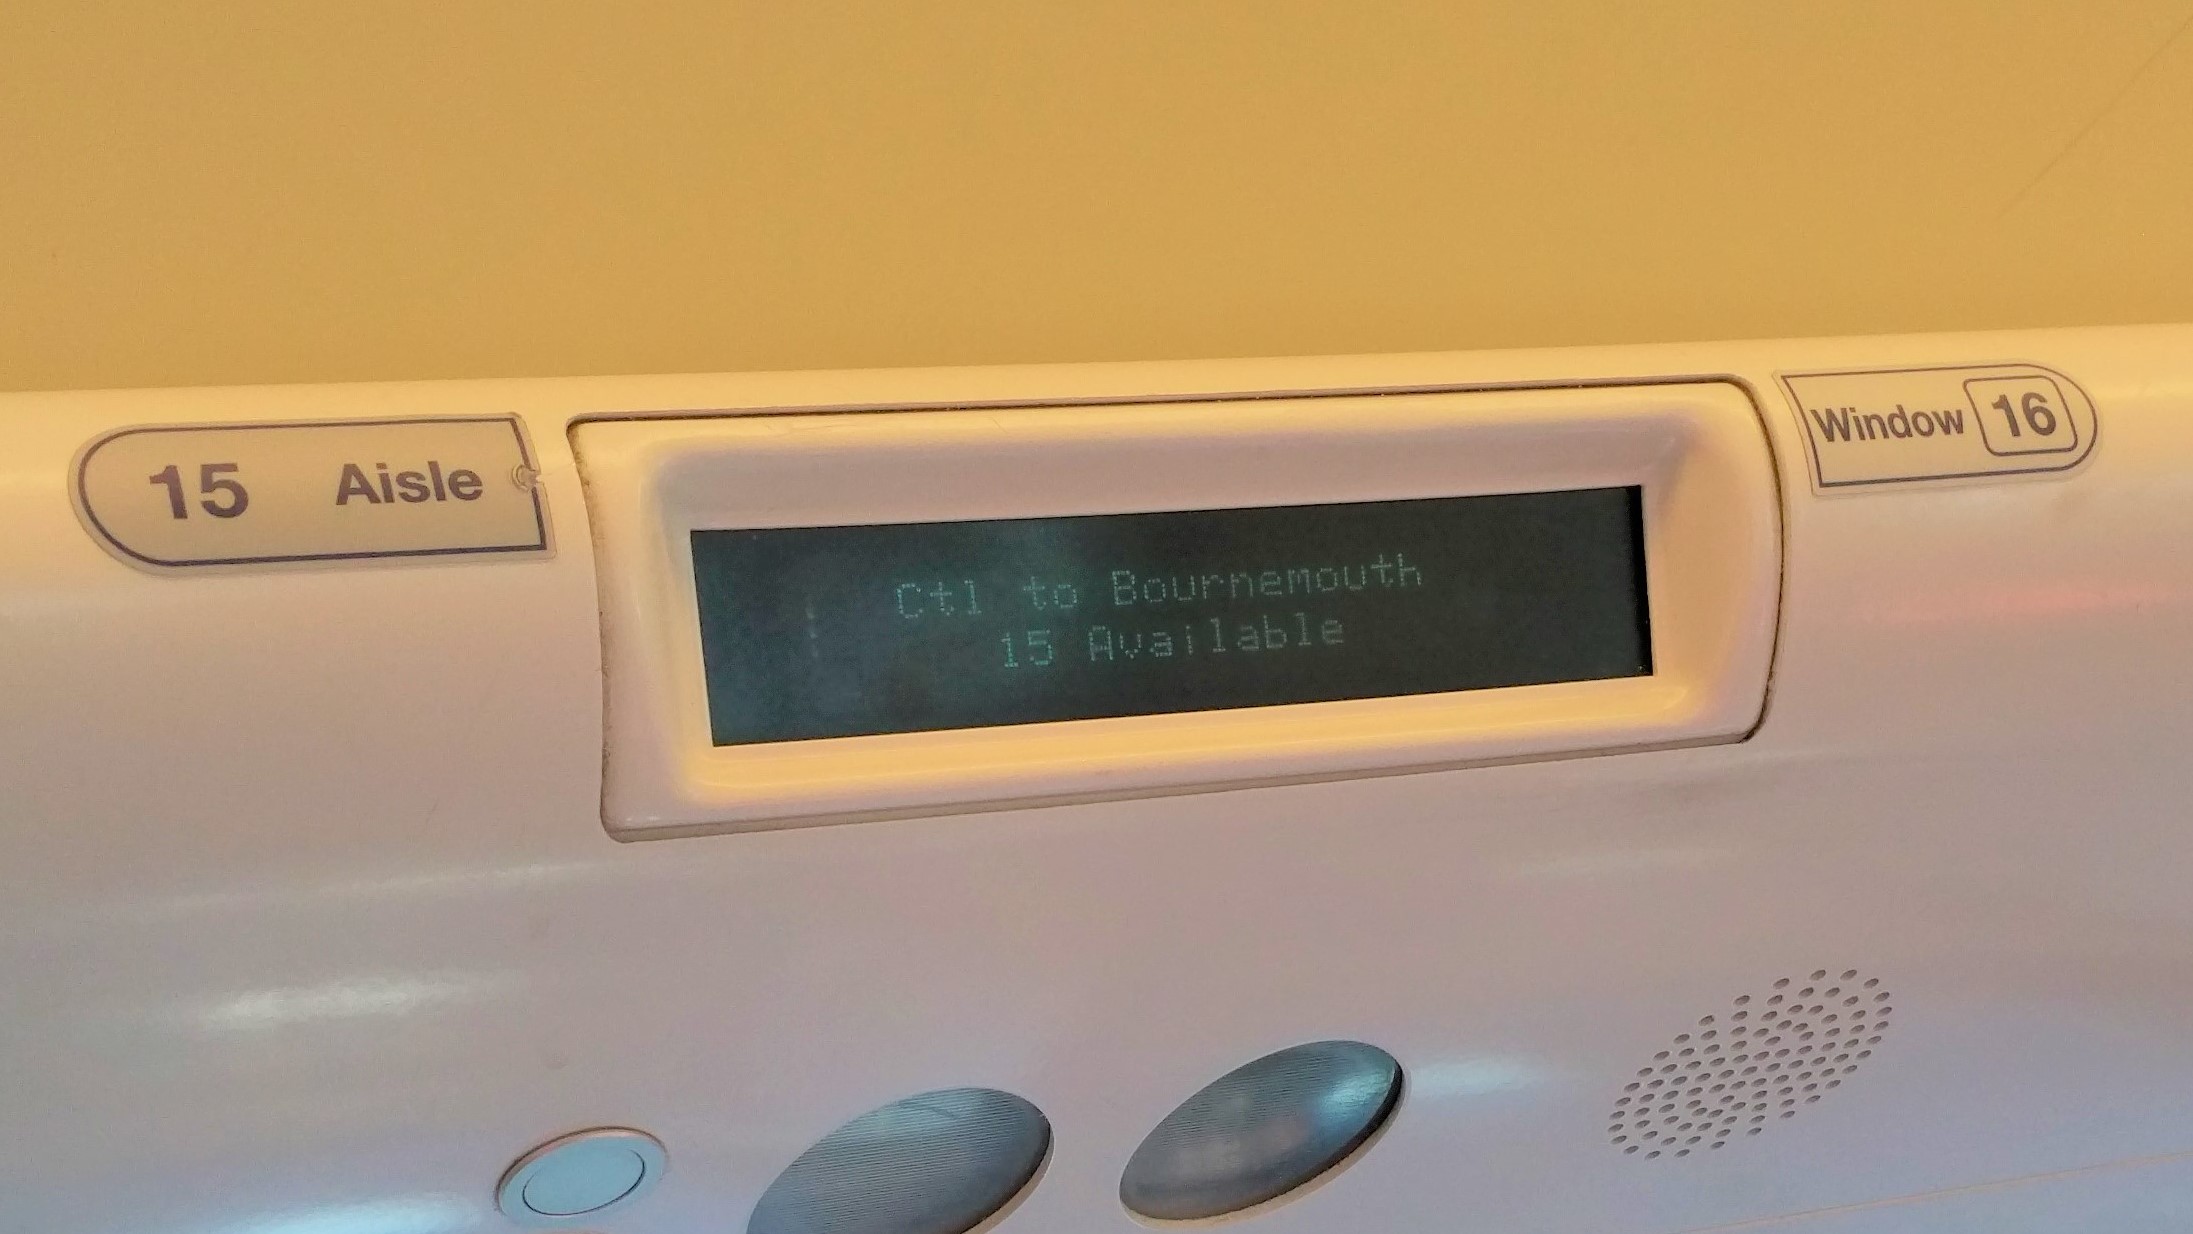 15 Aisle
Window 16
Ctl to Bournemouth
15 Available